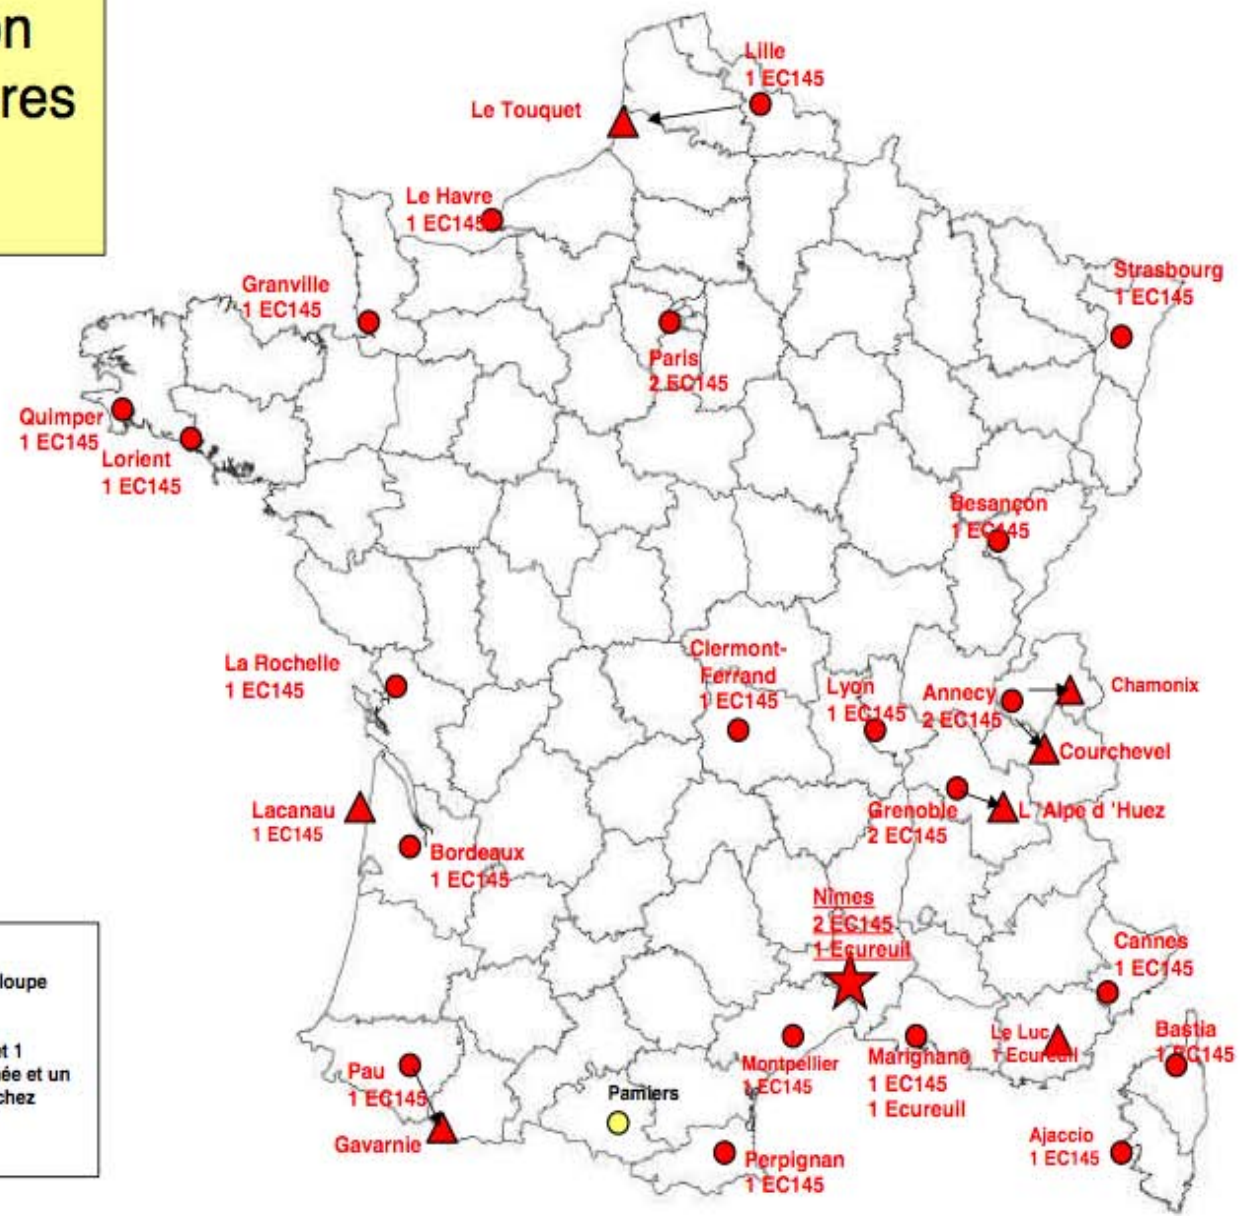 on
res
Lille
1 EC145
Le Touquet
Le Havre
1 EC145
Granville
1 EC145
Strasbourg
1 EC145
Paris
2 EC145
Quimper
1 EC145
Lorient
1 EC145
Besançon
1 EC145
La Rochelle
1 EC145
Clermont-
Ferrand
1 EC145
Lyon
1 EC145
Annecy
2 EC145
Chamonix
Courchevel
Lacanau
1 EC145
Grenoble
2 EC145
L 'Alpe d 'Huez
Bordeaux
1 EC145
Nîmes
2 EC145
1 Ecureuil
Cannes
1 EC145
loupe
et 1
ée et un
chez
Pau
1 EC145
Gavarnie
Pamiers
Montpellier
1 EC145
Marignane
1 EC145
1 Ecureuil
Le Luc
1 Ecureuil
Bastia
1 EC145
Perpignan
1 EC145
Ajaccio
1 EC145